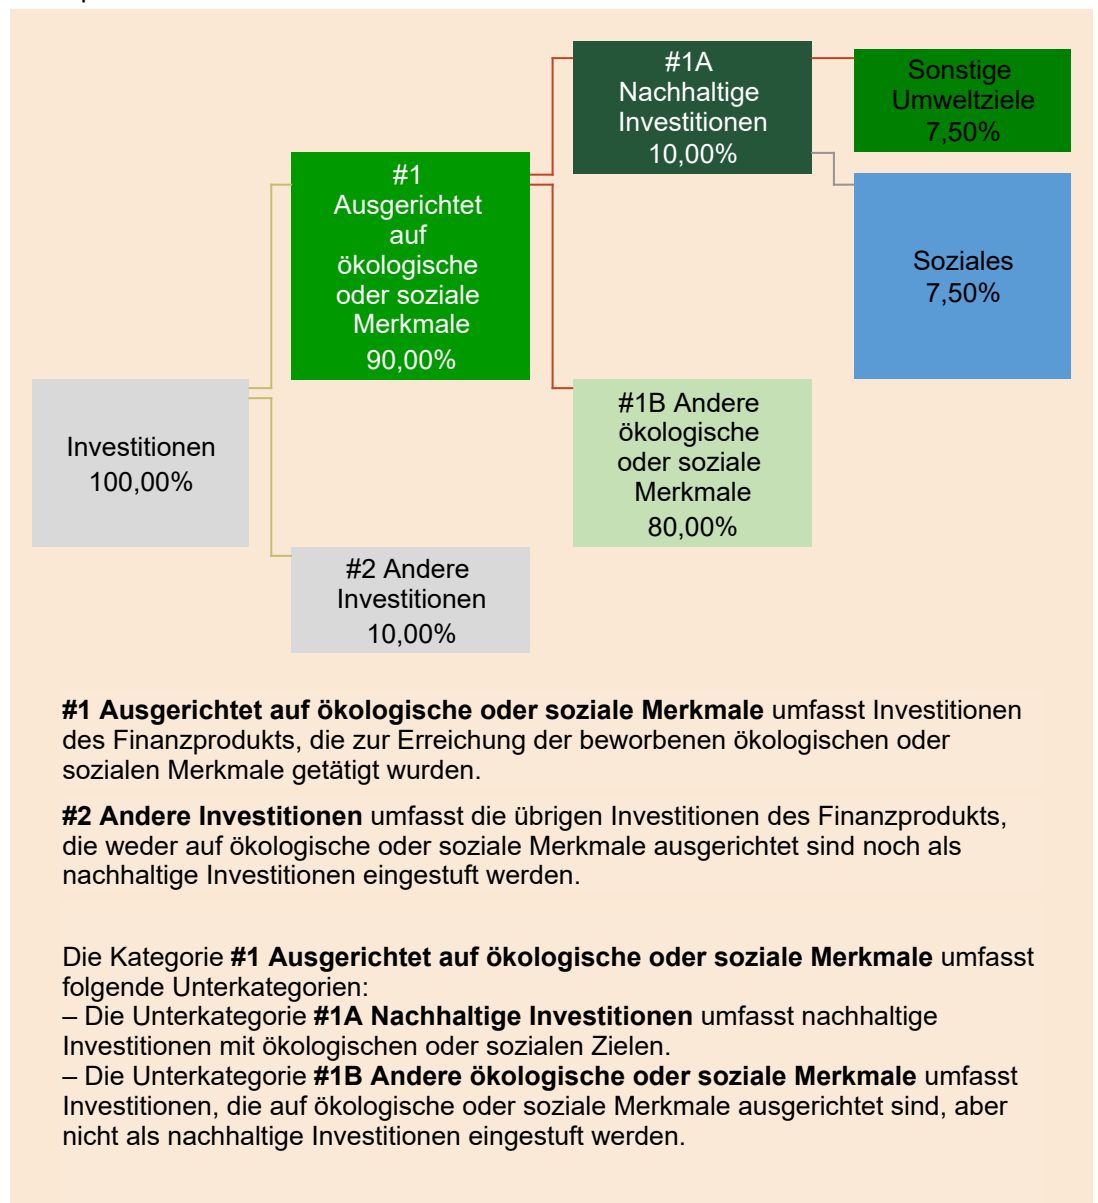 #1A
Nachhaltige
Investitionen
10,00%
Sonstige
Umweltziele
7,50%
#1
Ausgerichtet
auf
ökologische
oder soziale
Merkmale
90,00%
Soziales
7,50%
Investitionen
100,00%
#1B Andere
ökologische
oder soziale
Merkmale
80,00%
#2 Andere
Investitionen
10,00%
#1 Ausgerichtet auf ökologische oder soziale Merkmale umfasst Investitionen
des Finanzprodukts, die zur Erreichung der beworbenen ökologischen oder
sozialen Merkmale getätigt wurden.
#2 Andere Investitionen umfasst die übrigen Investitionen des Finanzprodukts,
die weder auf ökologische oder soziale Merkmale ausgerichtet sind noch als
nachhaltige Investitionen eingestuft werden.
Die Kategorie #1 Ausgerichtet auf ökologische oder soziale Merkmale umfasst
folgende Unterkategorien:
– Die Unterkategorie #1A Nachhaltige Investitionen umfasst nachhaltige
Investitionen mit ökologischen oder sozialen Zielen.
– Die Unterkategorie #1B Andere ökologische oder soziale Merkmale umfasst
Investitionen, die auf ökologische oder soziale Merkmale ausgerichtet sind, aber
nicht als nachhaltige Investitionen eingestuft werden.